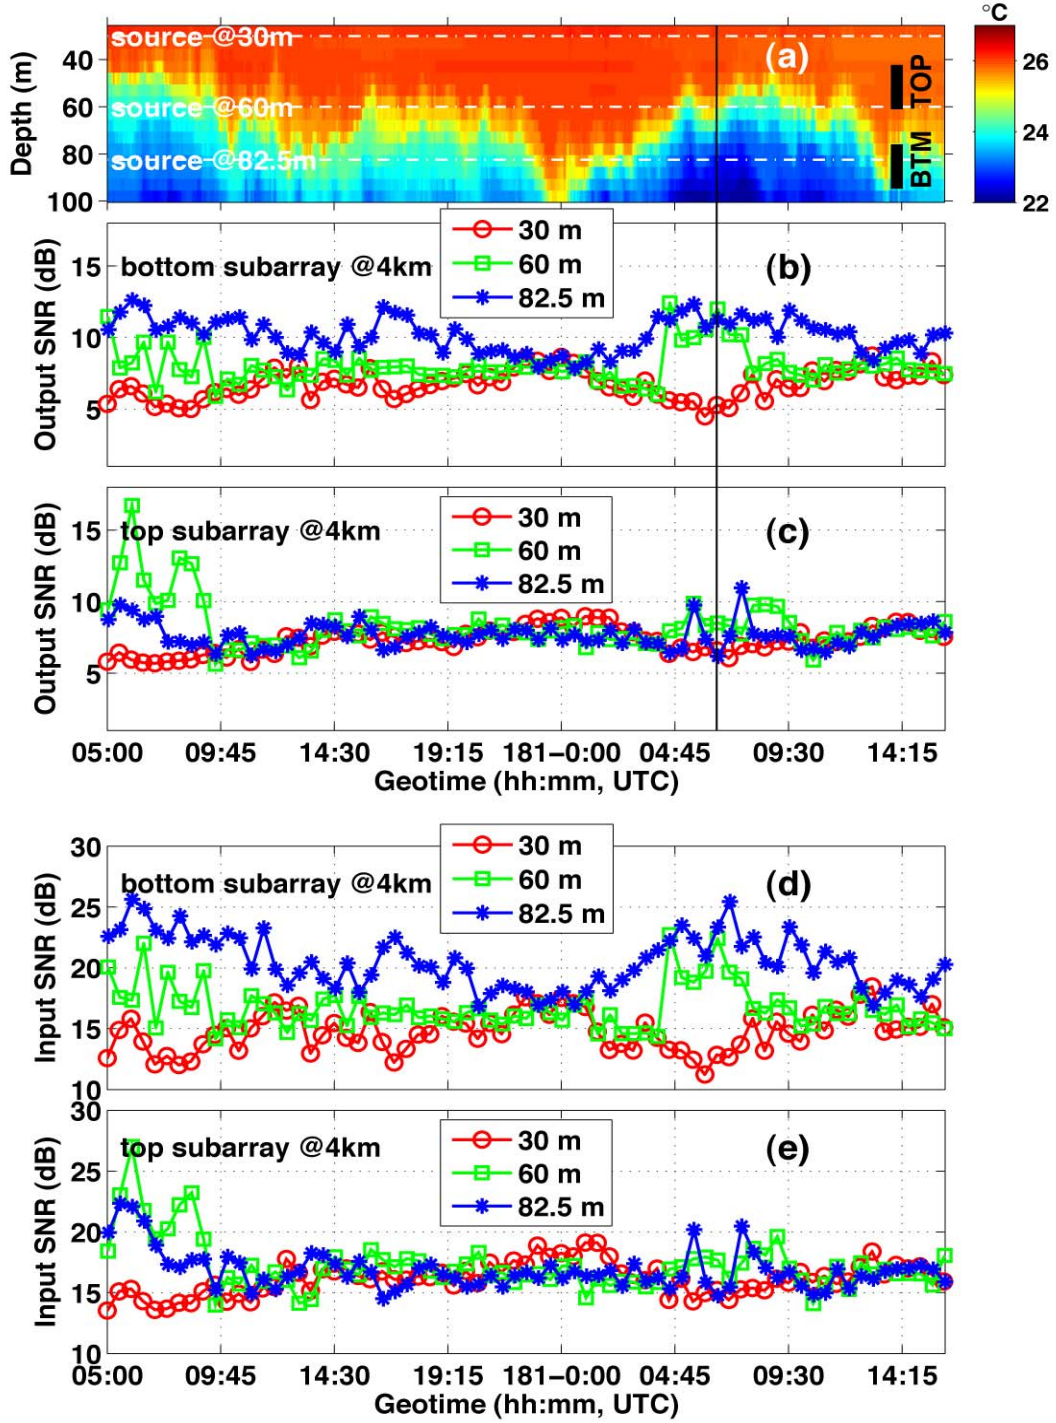 °C
source @30m
(a)
40
26
TOP
Depth (m)
60
source @60m
24
80
source @82.5m
BTM
100
22
30 m
15
bottom subarray @4km
60 m
(b)
Output SNR (dB)
82.5 m
10
5
15
top subarray @4km
30 m
(c)
60 m
Output SNR (dB)
82.5 m
10
5
05:00 09:45 14:30 19:15 181−0:00 04:45 09:30 14:15
Geotime (hh:mm, UTC)
30
30 m
bottom subarray @4km
60 m
(d)
25
82.5 m
Input SNR (dB)
20
15
10
30
top subarray @4km
30 m
(e)
25
60 m
Input SNR (dB)
82.5 m
20
15
10
05:00 09:45 14:30 19:15 181−0:00 04:45 09:30 14:15
Geotime (hh:mm, UTC)